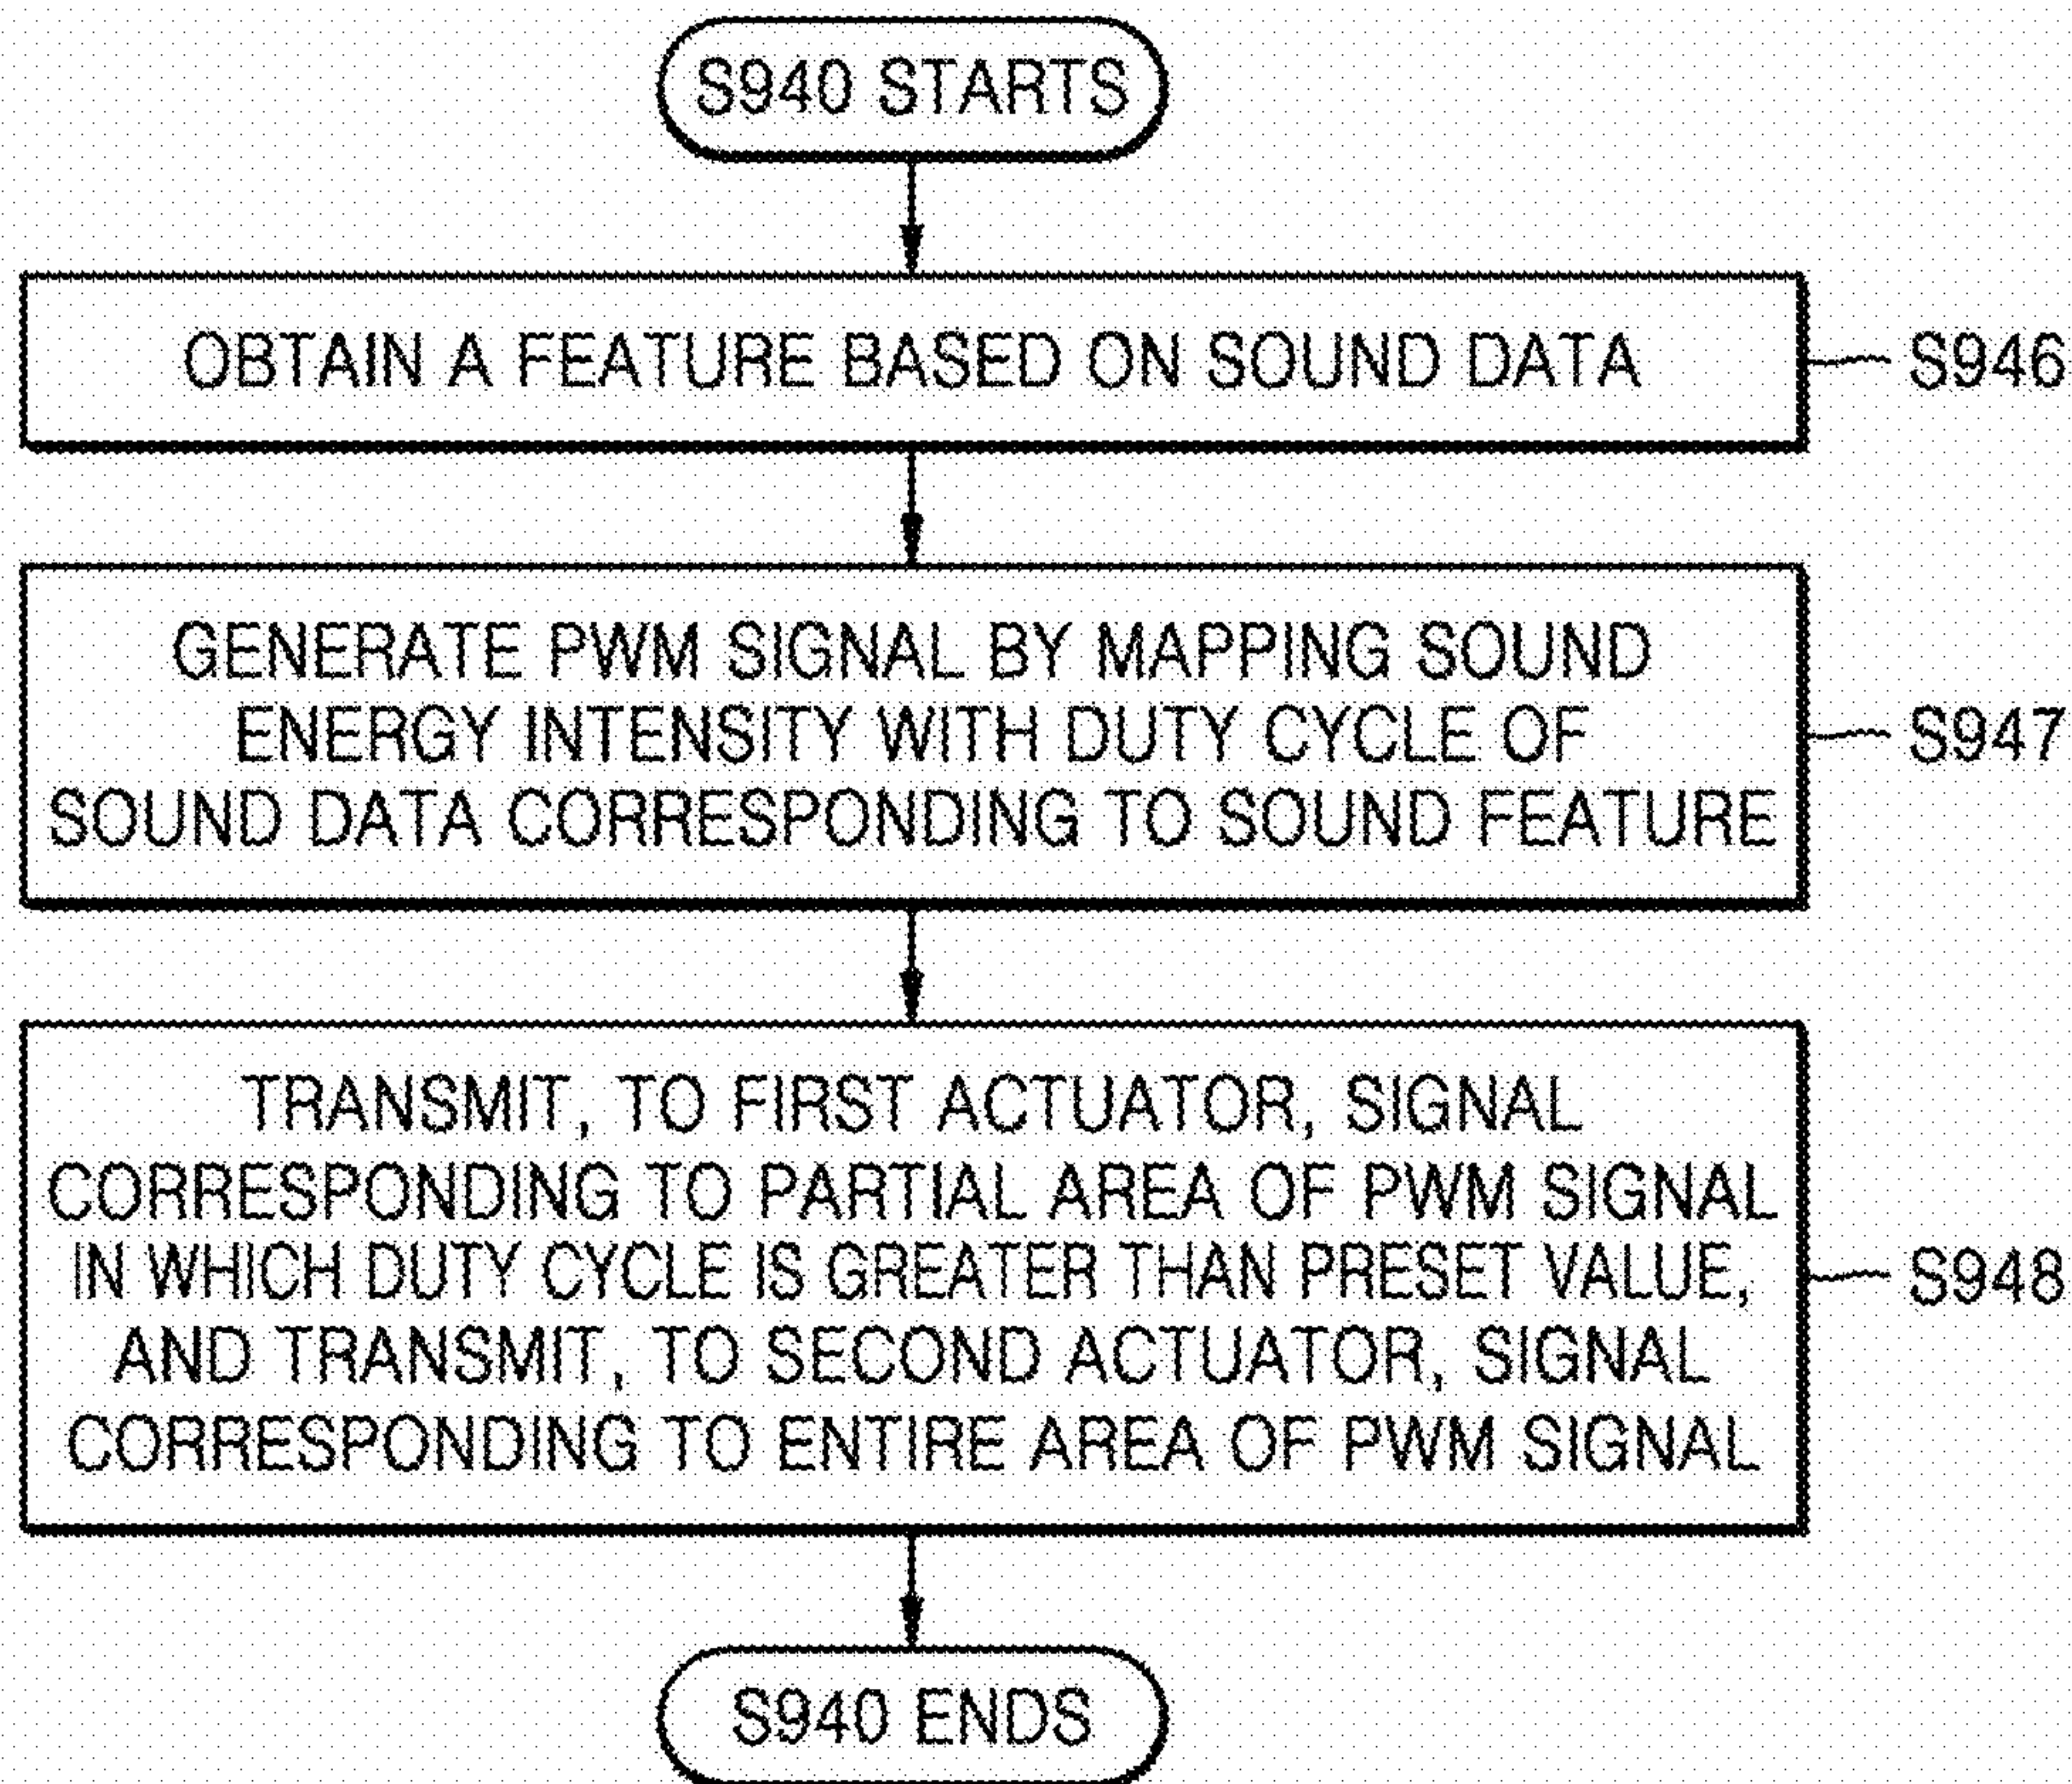 S940 STARTS
OBTAIN A FEATURE BASED ON SOUND DATA
S946
GENERATE PWM SIGNAL BY MAPPING SOUND
ENERGY INTENSITY WITH DUTY CYCLE OF
SOUND DATA CORRESPONDING TO SOUND FEATURE
S947
TRANSMIT, TO FIRST ACTUATOR, SIGNAL
CORRESPONDING TO PARTIAL AREA OF PWM SIGNAL
IN WHICH DUTY CYCLE IS GREATER THAN PRESET VALUE,
AND TRANSMIT, TO SECOND ACTUATOR, SIGNAL
CORRESPONDING TO ENTIRE AREA OF PWM SIGNAL
S948
S940 ENDS